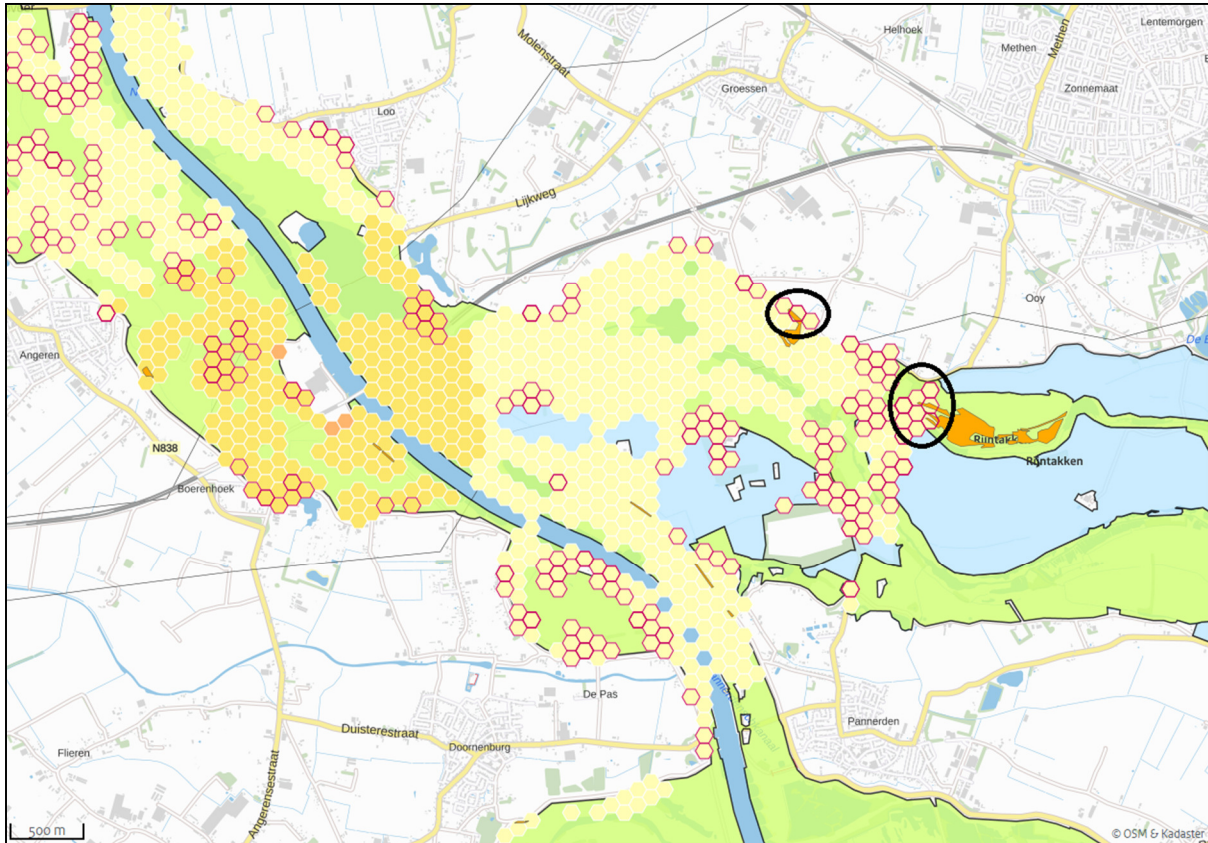 Lentemorgen
Helhoek
Methen
Methen
Molenstraat
Groessen
Zonnemaat
Loo
Lijkweg
Ooy
Angeren
De B
Rijntakk
Rijntakken
N838
Boerenhoek
De Pas
Pannerden
Duisterestraat
Doornenburg
Flieren
Angerensestraat
500 m
© OSM & Kadaster